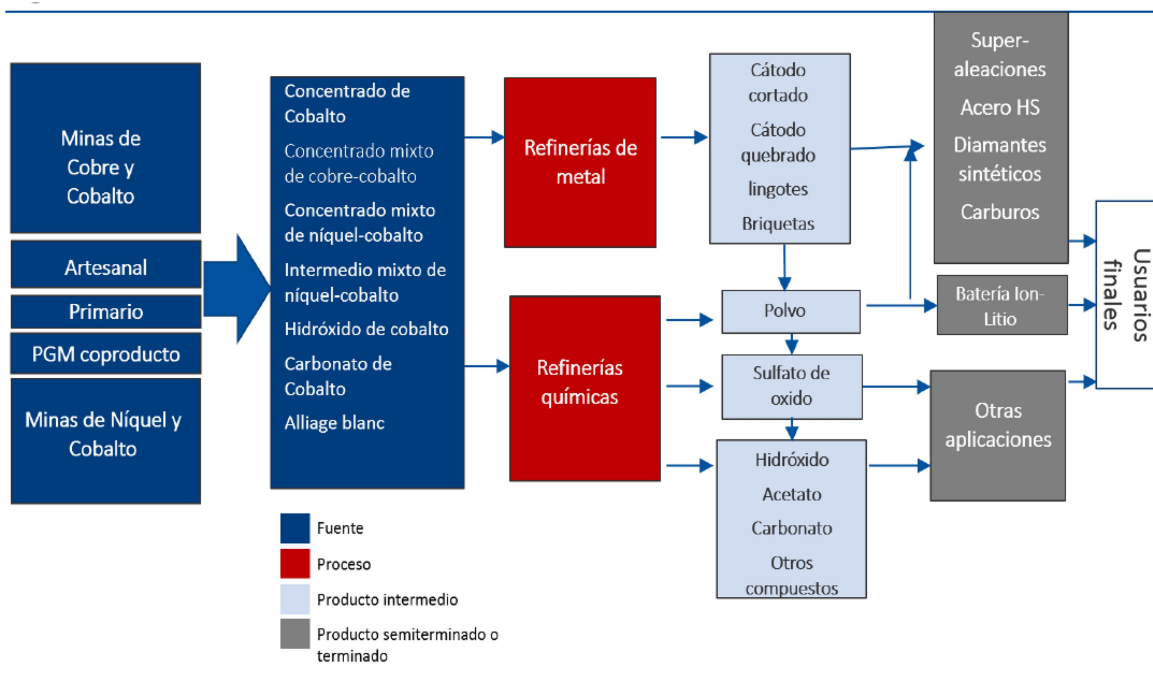 Minas de
Cobre y
Cobalto
Artesanal
Primario
PGM coproducto
Minas de Níquel y
Cobalto
Concentrado de
Cobalto
Concentrado mixto
de cobre-cobalto
Concentrado mixto
de níquel-cobalto
Intermedio mixto de
níquel-cobalto
Hidróxido de cobalto
Carbonato de
Cobalto
Alliage blanc
Refinerías de
metal
Refinerías
químicas
Cátodo
cortado
Cátodo
quebrado
lingotes
Briquetas
Polvo
Sulfato de
oxido
Hidróxido
Acetato
Carbonato
Otros
compuestos
Super-
aleaciones
Acero HS
Diamantes
sintéticos
Carburos
Batería Ion-
Litio
Otras
aplicaciones
Usuarios
finales
Fuente
Proceso
Producto intermedio
Producto semiterminado o
terminado